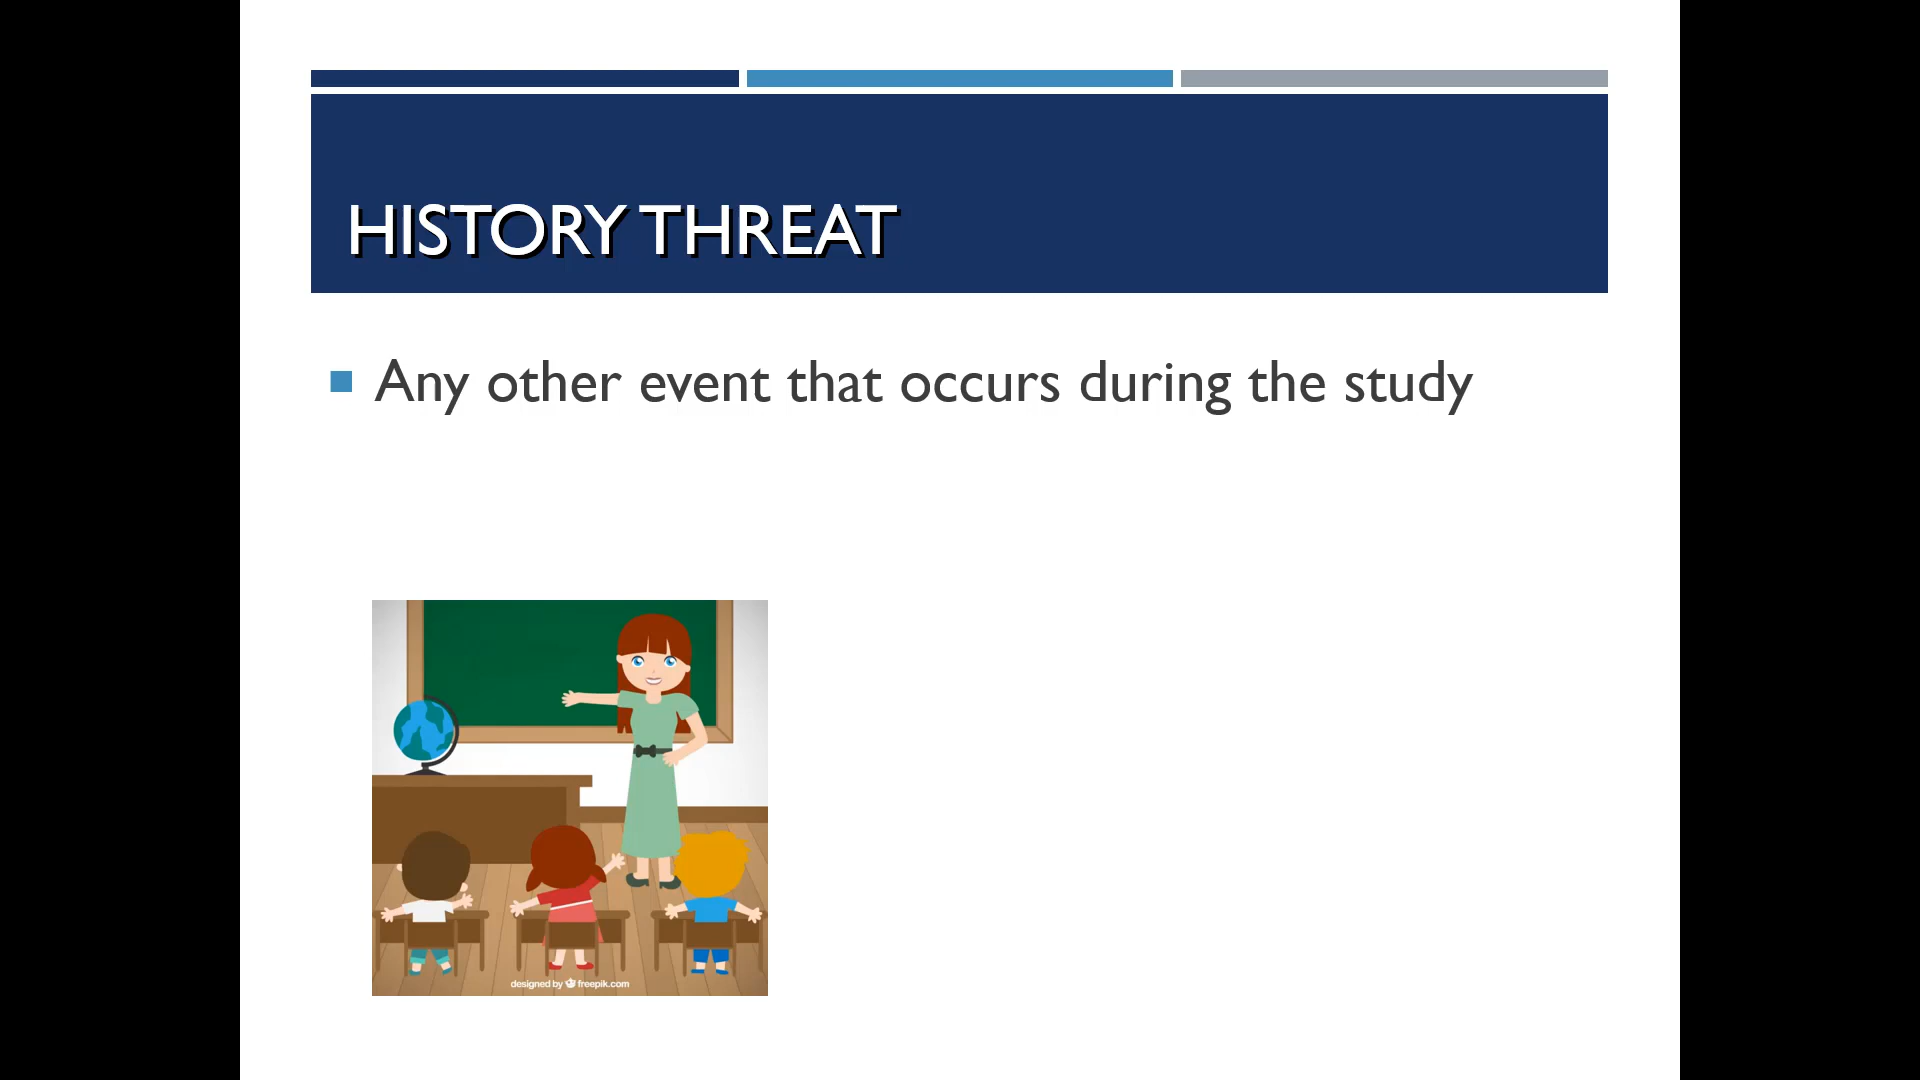 HISTORY THREAT
Any other event that occurs during the study
designed by freepik.com